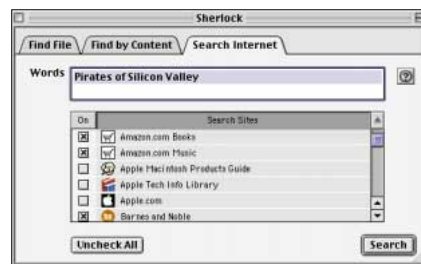 Sherlock
Find File Find by Content Search Internet
Words Pirates of Silicon Valley
On Search Sites
Amazon.com Books
Amazon.com Music
Apple Macintosh Products Guide
Apple Tech Info Library
Apple.com
Barnes and Noble
Uncheck All Search